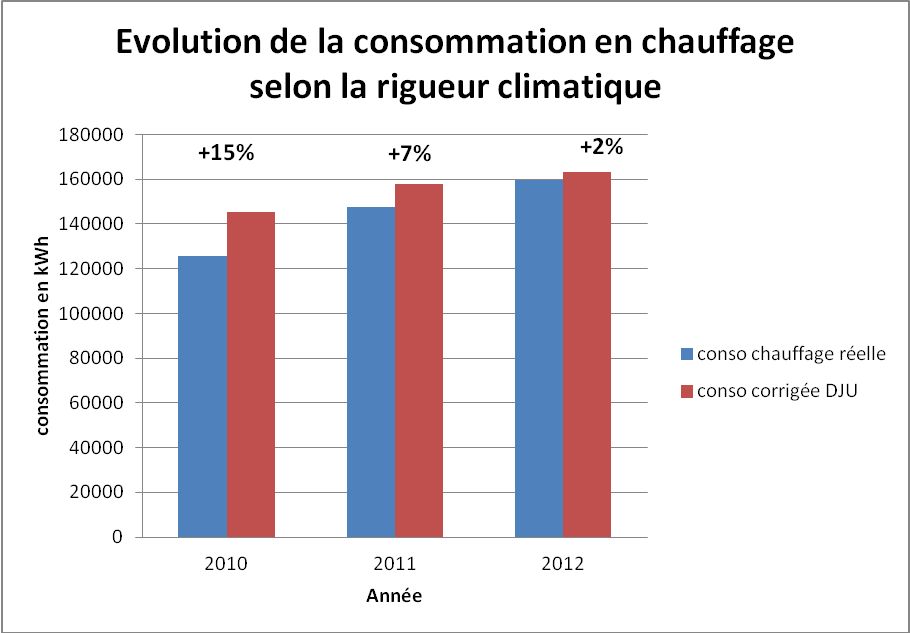 Evolution de la consommation en chauffage
selon la rigueur climatique
180000
160000
140000
120000
100000
80000
60000
40000
20000
0
consommation en kWh
+15%
+7%
+2%
2010
2011
2012
Année
conso chauffage réelle
conso corrigée DJU